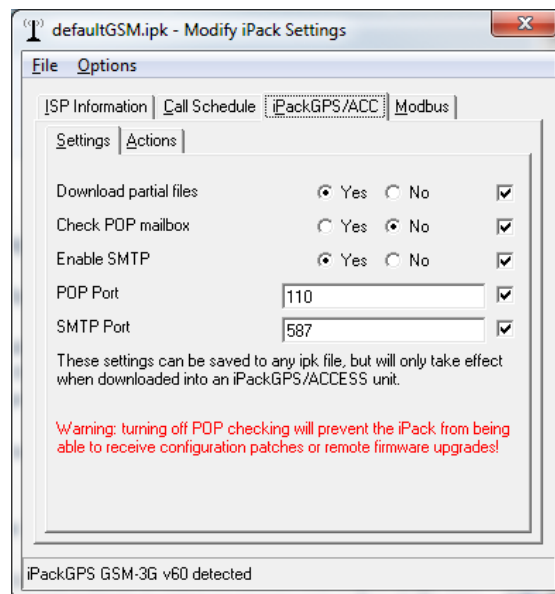 defaultGSM.ipk - Modify iPack Settings
File Options
ISP Information Call Schedule iPackGPS/ACC Modbus
Settings Actions
Download partial files Yes No
Check POP mailbox Yes No
Enable SMTP Yes No
POP Port 110
SMTP Port 587
These settings can be saved to any ipk file, but will only take effect
when downloaded into an iPackGPS/ACCESS unit.
Warning: turning off POP checking will prevent the iPack from being
able to receive configuration patches or remote firmware upgrades!
iPackGPS GSM-3G v60 detected